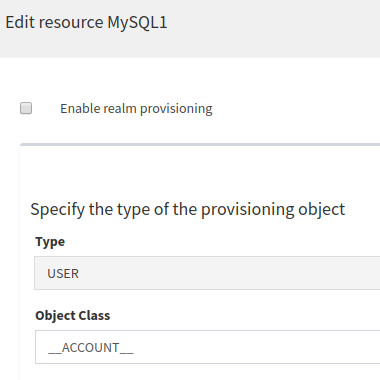 Edit resource MySQL1
Enable realm provisioning
Specify the type of the provisioning object
Type
USER
Object Class
__ACCOUNT__